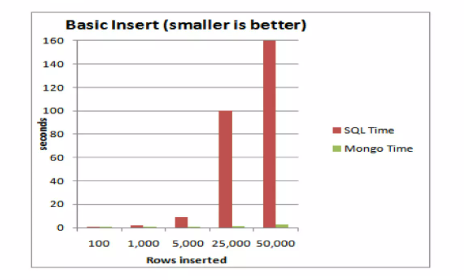 Basic Insert (smaller is better)
160
140
120
100
80
60
40
20
0
seconds
100 1,000 5,000 25,000 50,000
Rows inserted
SQL Time
Mongo Time